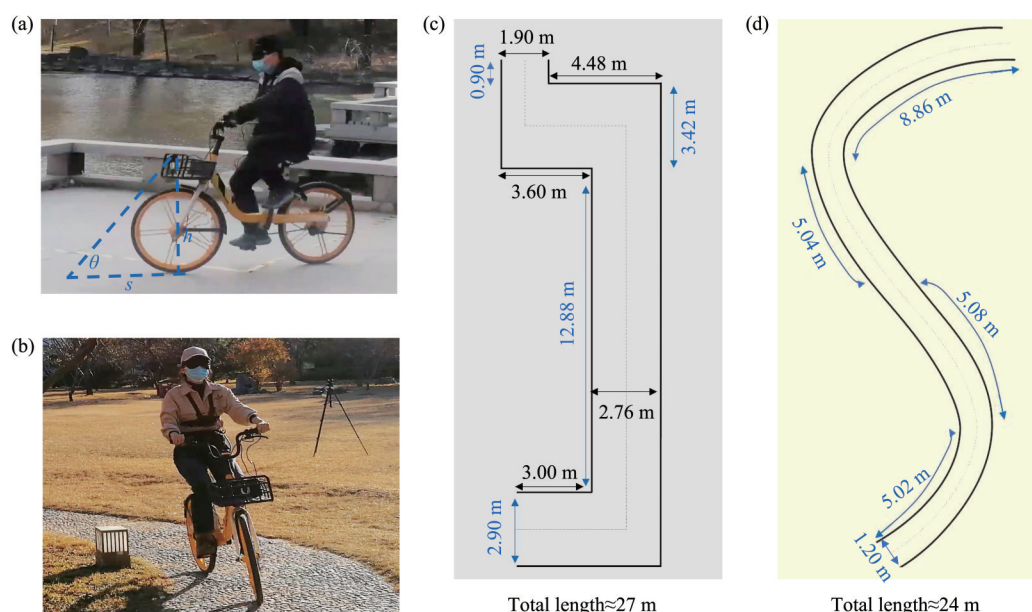 (a)
θ
h
s
(b)
(c)
1.90 m
0.90 m
4.48 m
3.42 m
3.60 m
12.88 m
2.76 m
3.00 m
2.90 m
Total length≈27 m
(d)
8.86 m
5.04 m
5.08 m
5.02 m
1.20 m
Total length≈24 m